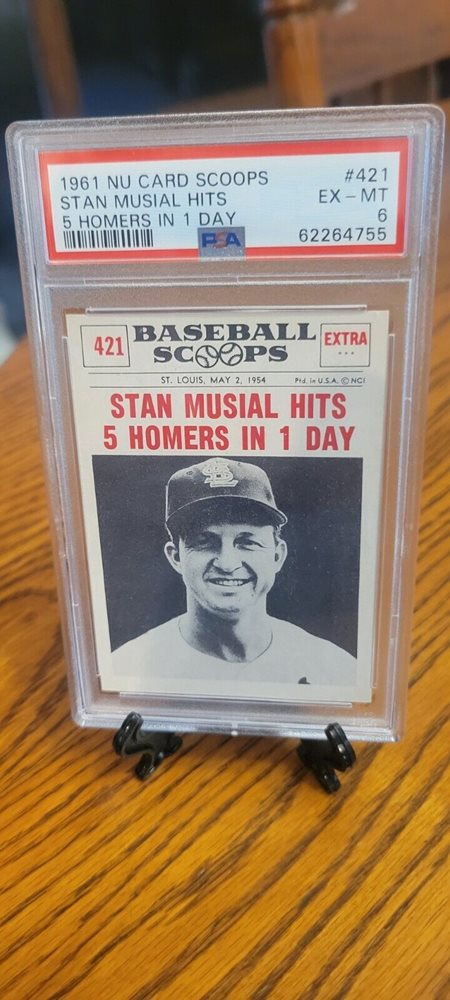 1961 NU CARD SCOOPS #421
STAN MUSIAL HITS EX - MT
5 HOMERS IN 1 DAY 6
PSA 62264755
421 BASEBALL SCOOPS EXTRA
ST. LOUIS, MAY 2, 1954 Ptd. in U.S.A. © NCI
STAN MUSIAL HITS
5 HOMERS IN 1 DAY
StL